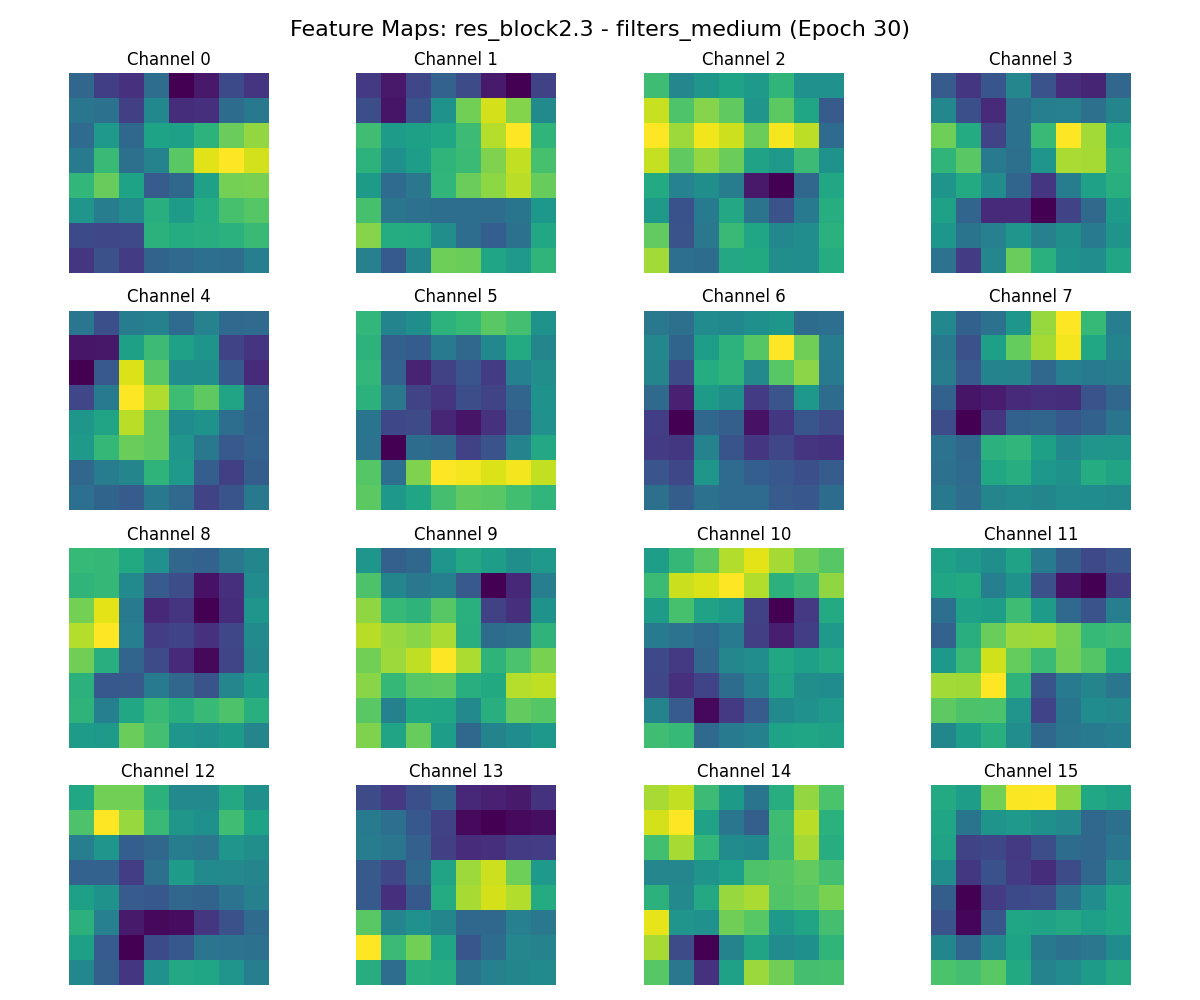 Feature Maps: res_block2.3 - filters_medium (Epoch 30)
Channel 0 Channel 1 Channel 2 Channel 3
Channel 4 Channel 5 Channel 6 Channel 7
Channel 8 Channel 9 Channel 10 Channel 11
Channel 12 Channel 13 Channel 14 Channel 15